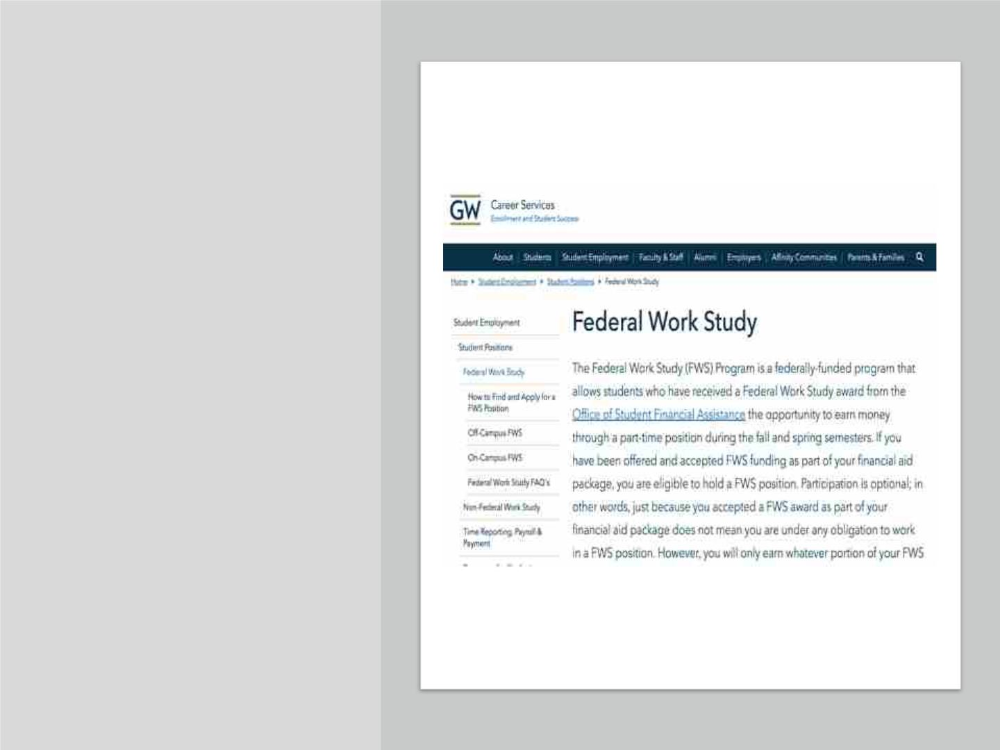 GW
Career Services
Enrollment and Student Success
About Students Student Employment Faculty & Staff Alumni Employers Affinity Communities Parents & Families
Home Student Employment Student Positions Federal Work Study
Student Employment
Student Positions
Federal Work Study
How to Find and Apply for a
FWS Position
Off-Campus FWS
On-Campus FWS
Federal Work Study FAQ's
Non-Federal Work Study
Time Reporting, Payroll &
Payment
Federal Work Study
The Federal Work Study (FWS) Program is a federally-funded program that
allows students who have received a Federal Work Study award from the
Office of Student Financial Assistance the opportunity to earn money
through a part-time position during the fall and spring semesters. If you
have been offered and accepted FWS funding as part of your financial aid
package, you are eligible to hold a FWS position. Participation is optional; in
other words, just because you accepted a FWS award as part of your
financial aid package does not mean you are under any obligation to work
in a FWS position. However, you will only earn whatever portion of your FWS